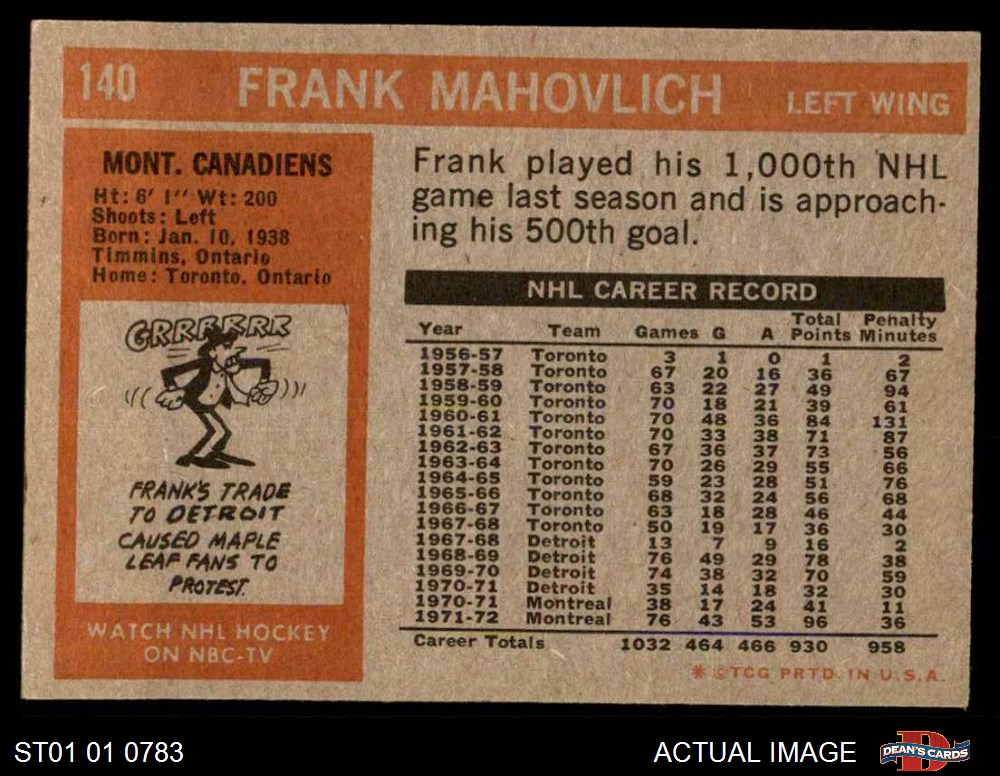 140 FRANK MAHOVLICH LEFT WING
MONT. CANADIENS
Ht: 6' 1" Wt: 200
Shoots: Left
Born: Jan. 10, 1938
Timmins, Ontario
Home: Toronto, Ontario
GRRRRRRR
FRANK'S TRADE
TO DETROIT
CAUSED MAPLE
LEAF FANS TO
PROTEST.
WATCH NHL HOCKEY
ON NBC-TV
Frank played his 1,000th NHL
game last season and is approach-
ing his 500th goal.
NHL CAREER RECORD
Year Team Games G A Total Points Penalty Minutes
1956-57 Toronto 3 1 0 1 2
1957-58 Toronto 67 20 16 36 67
1958-59 Toronto 63 22 27 49 94
1959-60 Toronto 70 18 21 39 61
1960-61 Toronto 70 48 36 84 131
1961-62 Toronto 70 33 38 71 87
1962-63 Toronto 67 36 37 73 56
1963-64 Toronto 70 26 29 55 66
1964-65 Toronto 59 23 28 51 76
1965-66 Toronto 68 32 24 56 68
1966-67 Toronto 63 18 28 46 44
1967-68 Toronto 50 19 17 36 30
1967-68 Detroit 13 7 9 16 2
1968-69 Detroit 76 49 29 78 38
1969-70 Detroit 74 38 32 70 59
1970-71 Detroit 35 14 18 32 30
1970-71 Montreal 38 17 24 41 11
1971-72 Montreal 76 43 53 96 36
Career Totals 1032 464 466 930 958
* © TCG PRTD. IN U.S.A.
ST01 01 0783
ACTUAL IMAGE
D
DEAN'S CARDS